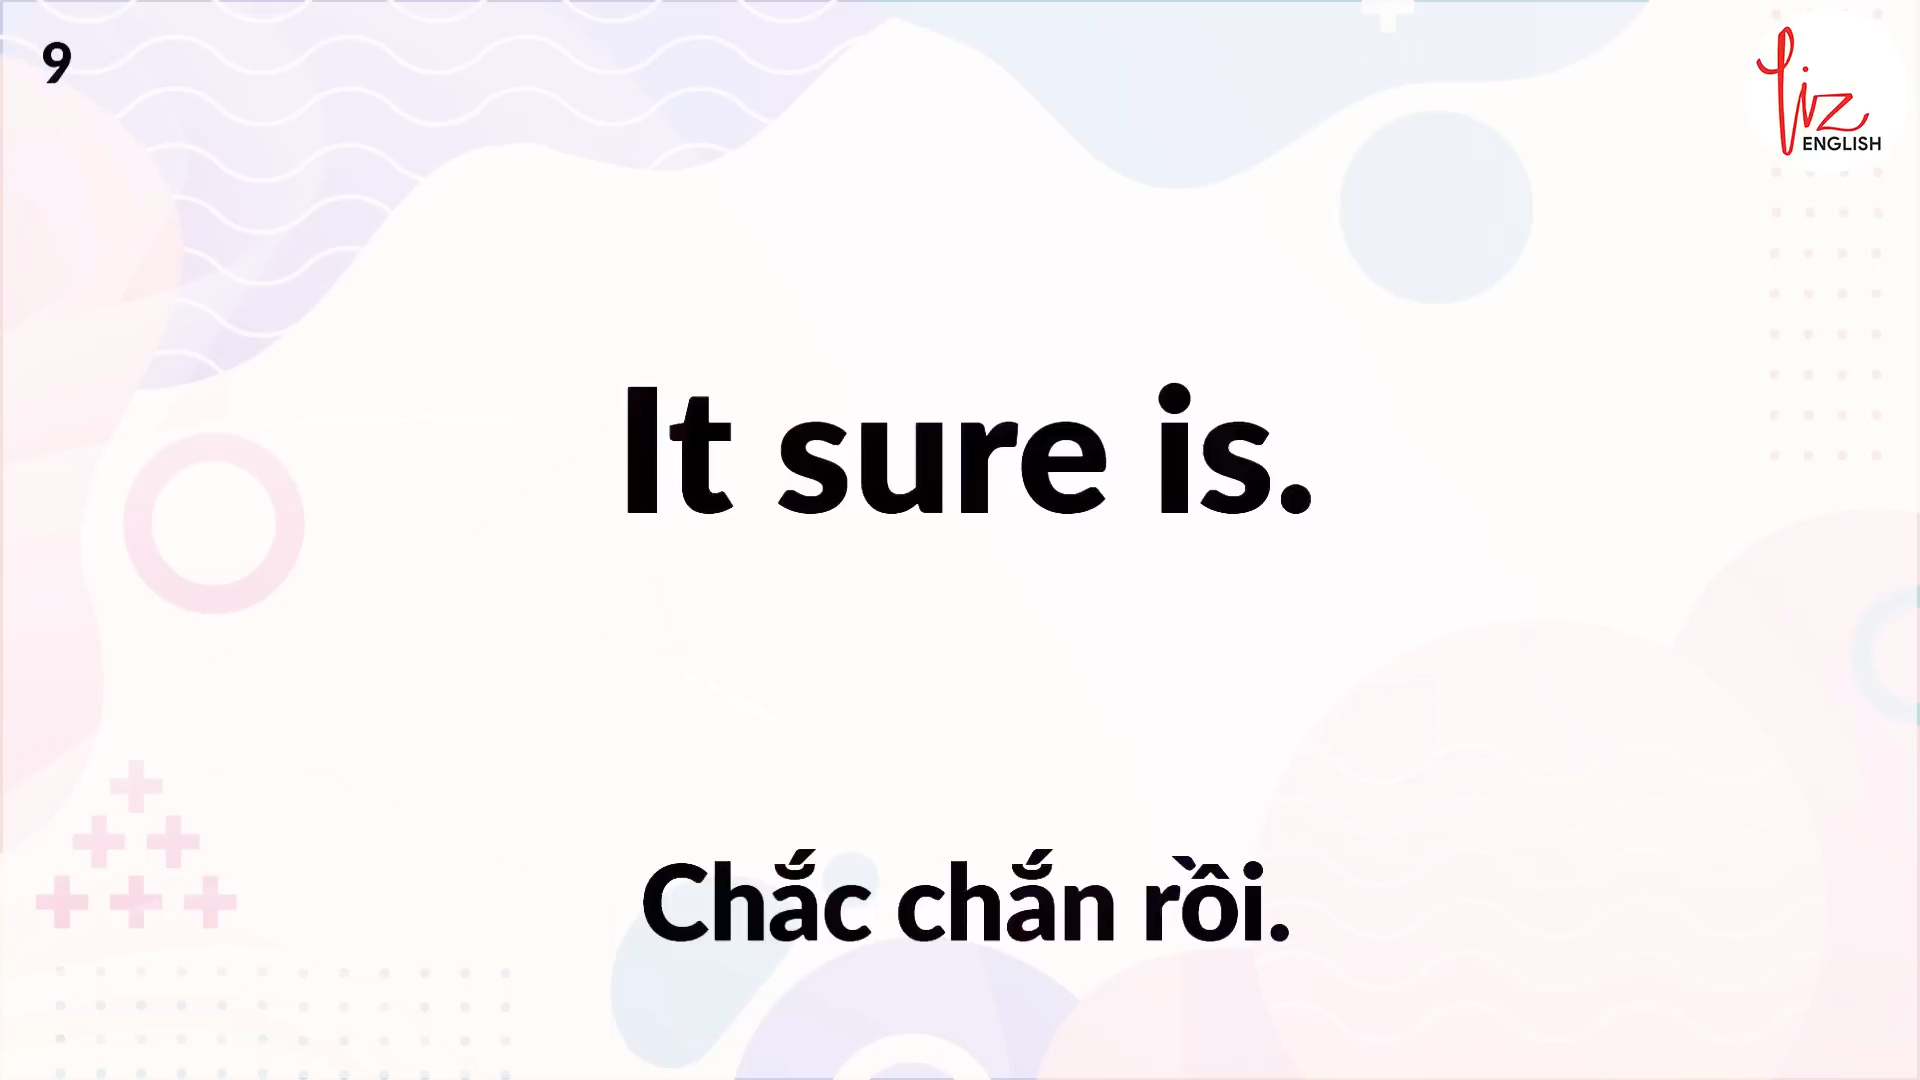 9
Liz
ENGLISH
It sure is.
Chắc chắn rồi.